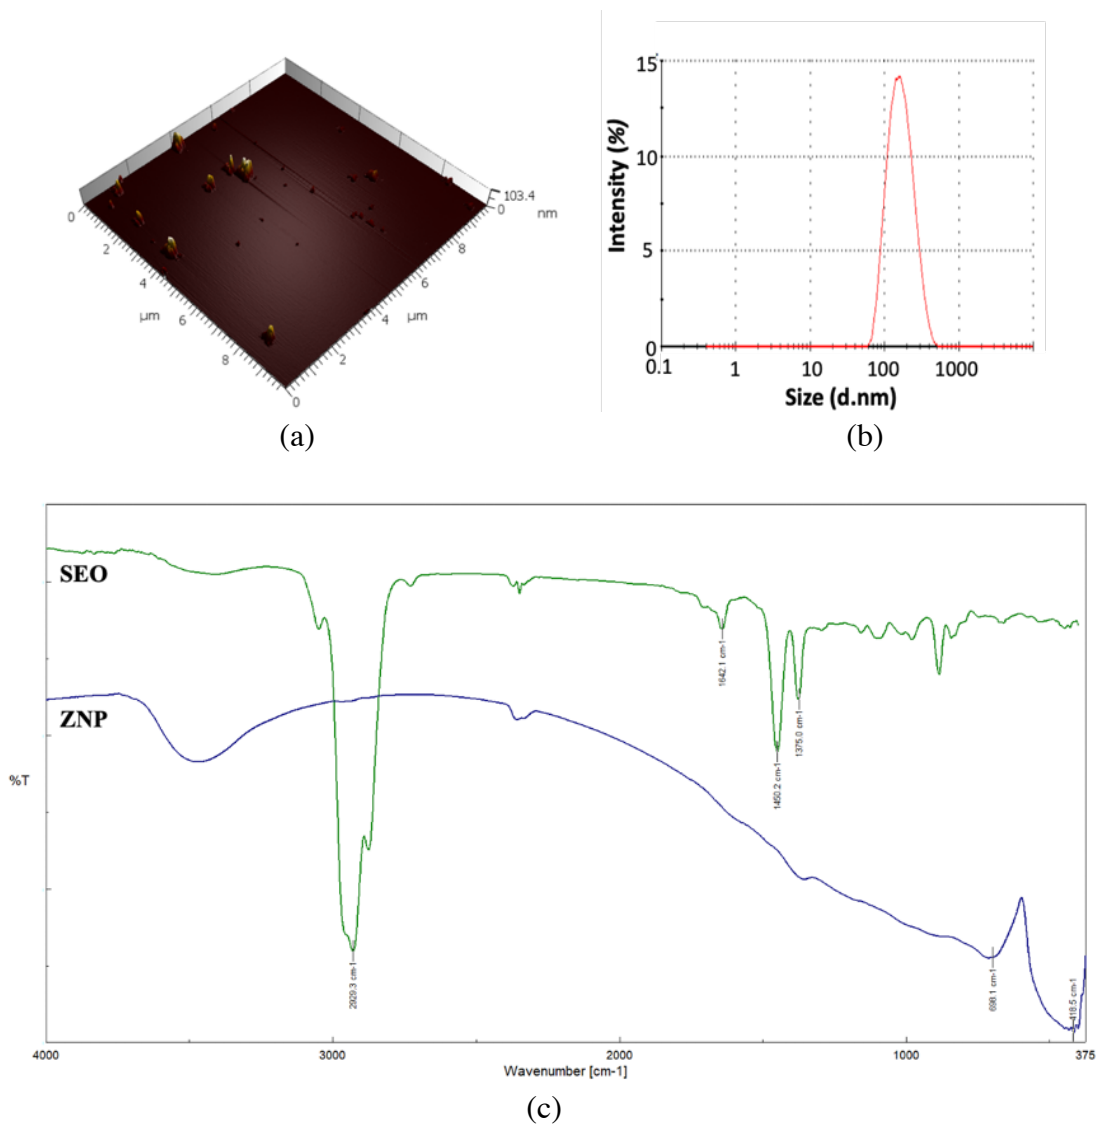 103.4
0
nm
0
2
4
6
8
µm
0
2
4
6
8
µm
(a)
15
10
5
0
Intensity (%)
0.1 1 10 100 1000
Size (d.nm)
(b)
SEO
ZNP
%T
2929.3 cm-1
1642.1 cm-1
1450.2 cm-1
1375.0 cm-1
698.1 cm-1
418.5 cm-1
4000 3000 2000 1000 375
Wavenumber [cm-1]
(c)